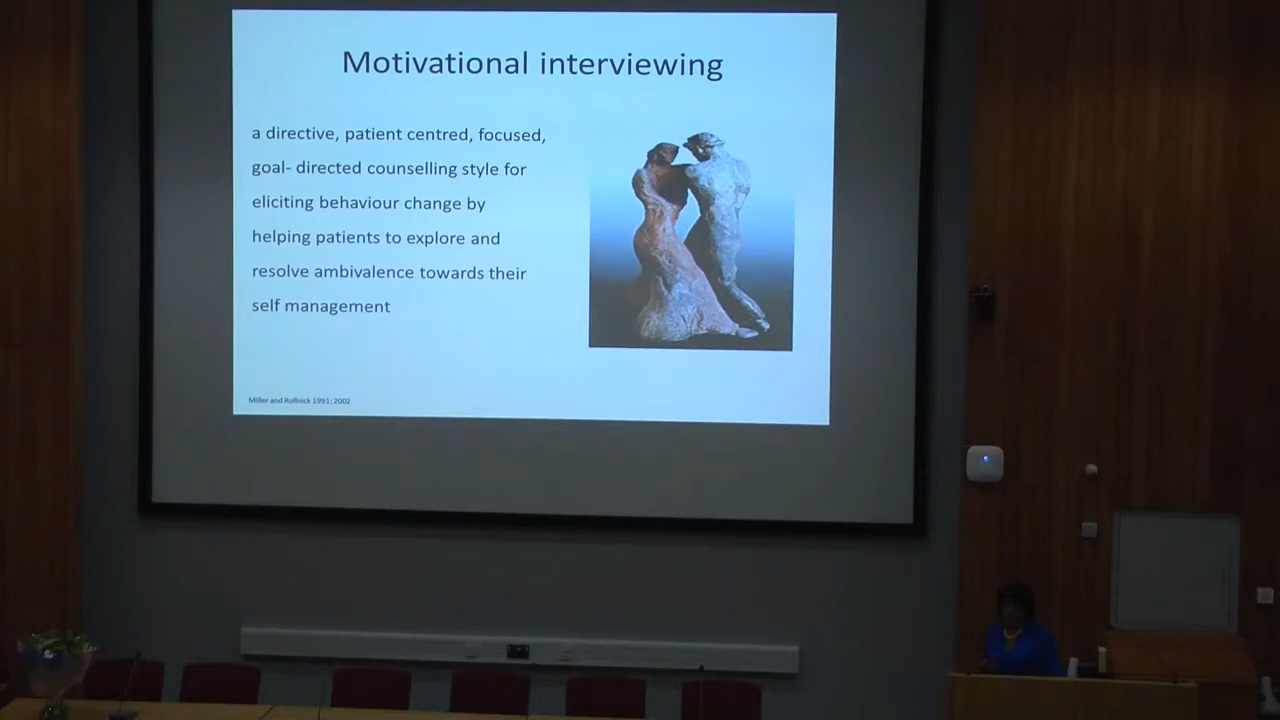 Motivational interviewing
a directive, patient centred, focused,
goal- directed counselling style for
eliciting behaviour change by
helping patients to explore and
resolve ambivalence towards their
self management
Miller and Rollnick 1991; 2002